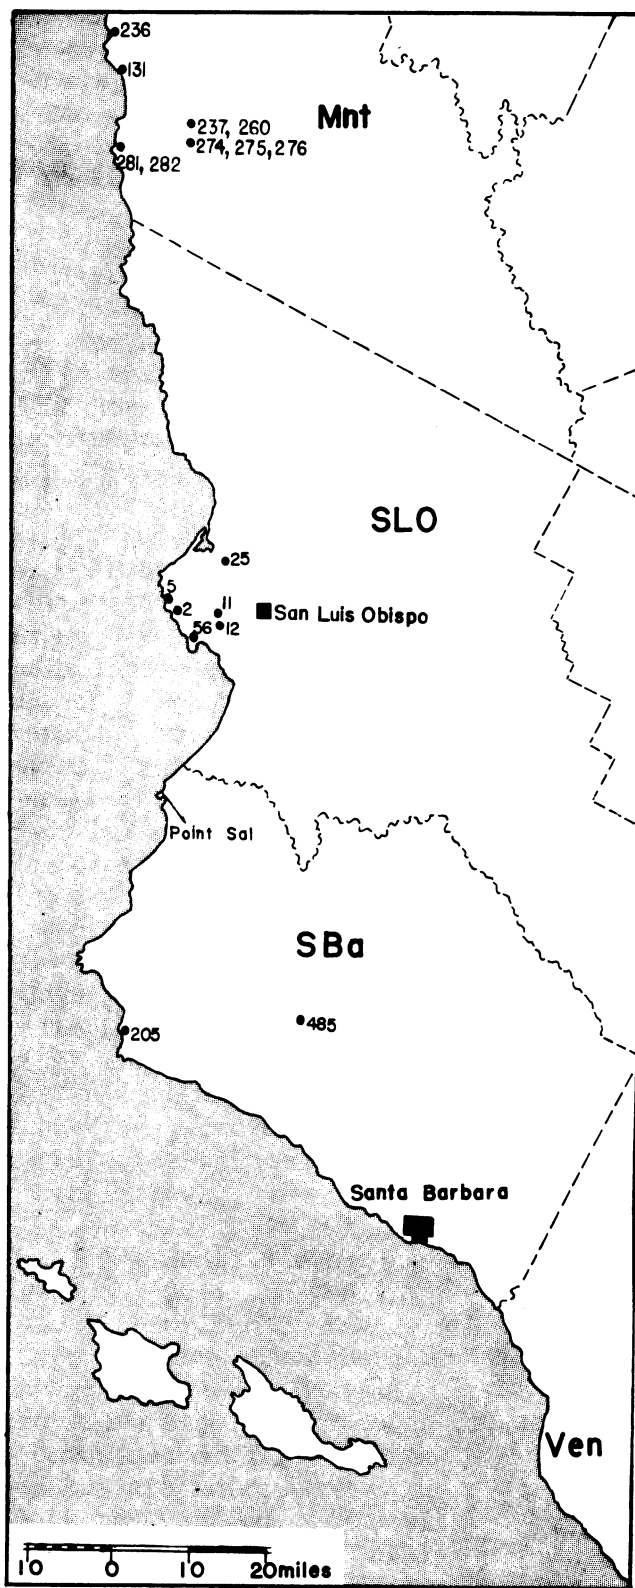 236
131
Mnt
237, 260
274, 275, 276
281, 282
SLO
25
5
2
11
12
56
San Luis Obispo
Point Sal
SBa
205
485
Santa Barbara
Ven
10 0 20miles